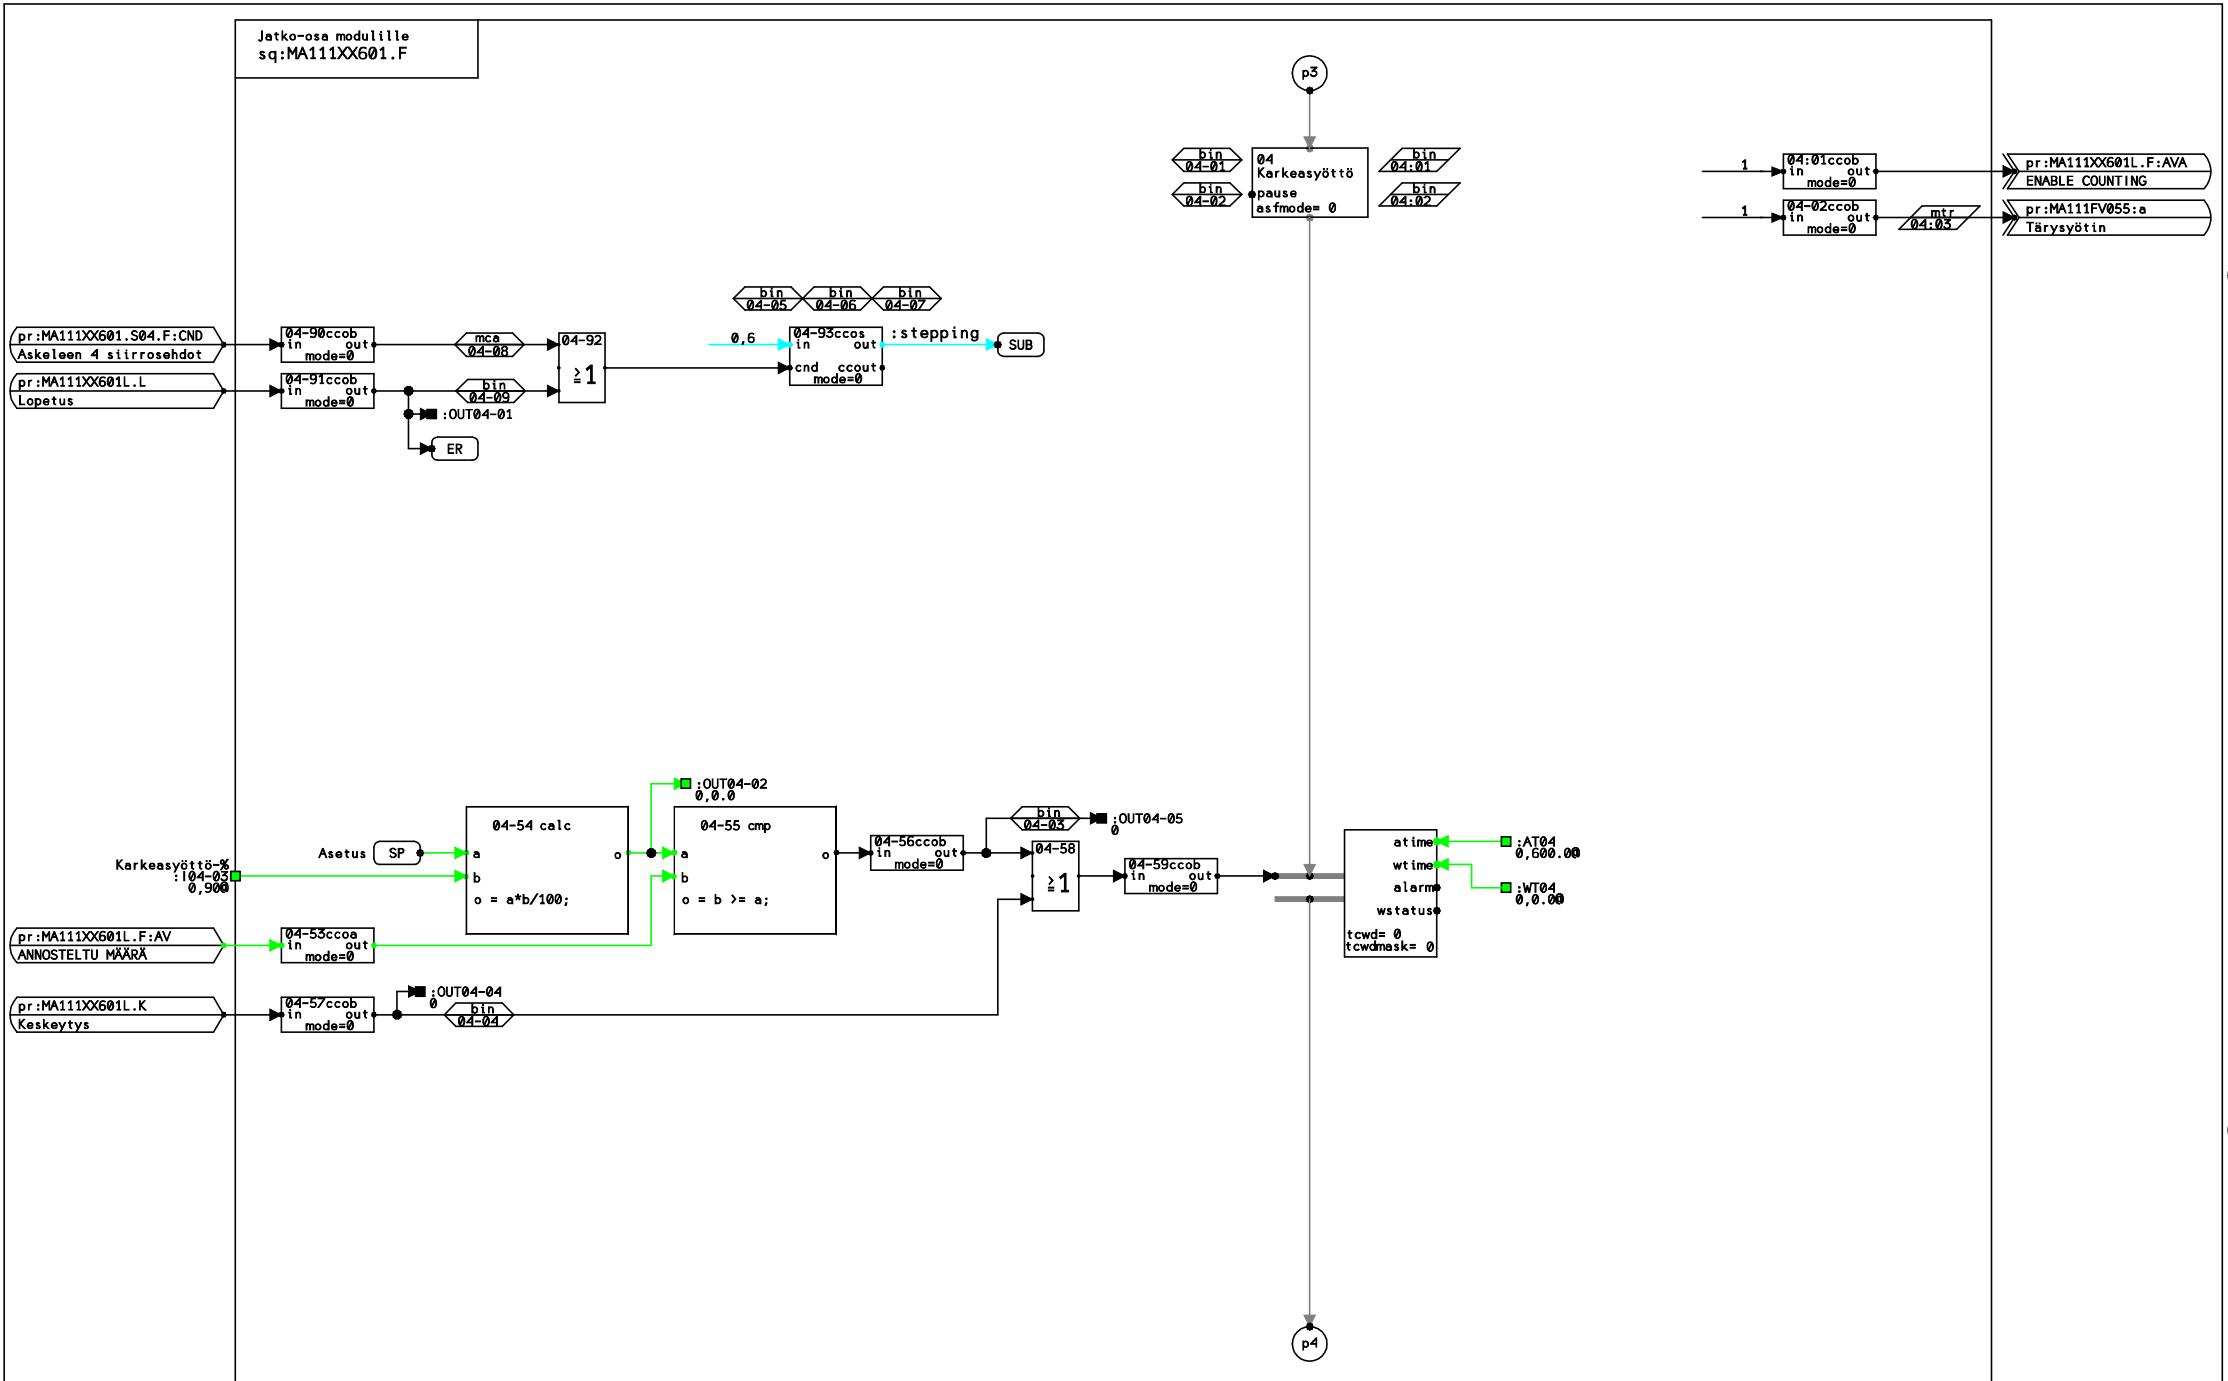 Jatko-osa modulille
sq:MA111XX601.F
p3
bin
04-01
bin
04-02
04
Karkeasyöttö
pause
asfmode= 0
bin
04:01
bin
04:02
1
04:01ccob
in out
mode=0
pr:MA111XX601L.F:AVA
ENABLE COUNTING
1
04-02ccob
in out
mode=0
mtr
04:03
pr:MA111FV055:a
Tärysyötin
bin
04-05
bin
04-06
bin
04-07
pr:MA111XX601.S04.F:CND
Askeleen 4 siirrosehdot
04-90ccob
in out
mode=0
mca
04-08
04-92
≥1
0,6
04-93ccos
in out
cnd ccout
mode=0
:stepping
SUB
pr:MA111XX601L.L
Lopetus
04-91ccob
in out
mode=0
bin
04-09
:OUT04-01
ER
:OUT04-02
0,0.0
04-54 calc
a o
b
o = a*b/100;
04-55 cmp
a o
b
o = b >= a;
Asetus
SP
Karkeasyöttö-%
:I04-03
04-56ccob
in out
mode=0
bin
04-03
:OUT04-05
0
04-58
≥1
04-59ccob
in out
mode=0
atime
wtime
alarm
wstatus
tcwd= 0
tcwdmask= 0
:AT04
:WT04
pr:MA111XX601L.F:AV
ANNOSTELTU MÄÄRÄ
04-53ccoa
in out
mode=0
pr:MA111XX601L.K
Keskeytys
04-57ccob
in out
mode=0
:OUT04-04
0
bin
04-04
p4